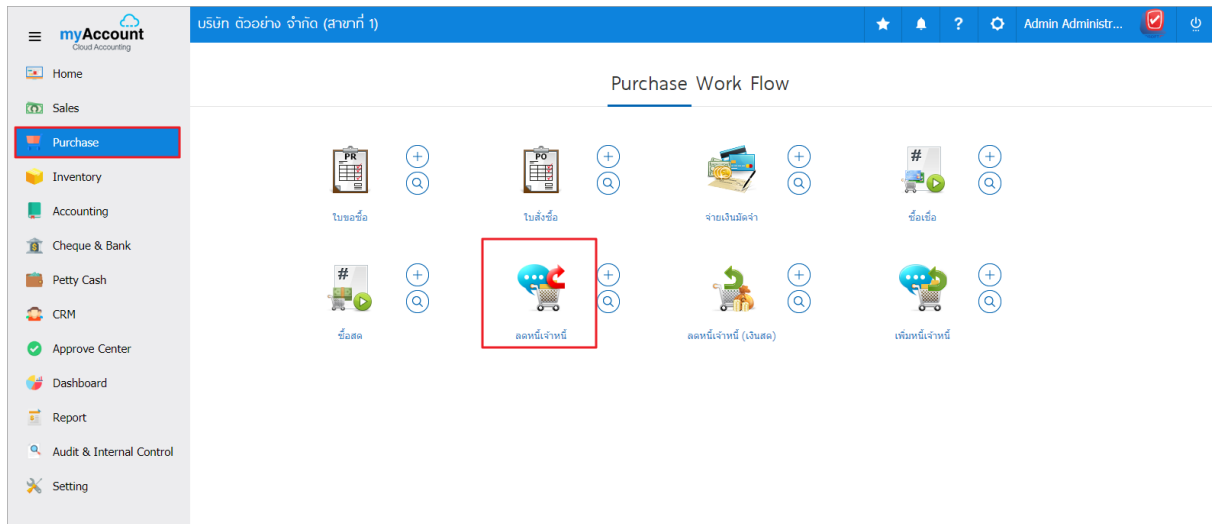 myAccount
Cloud Accounting
บริษัท ตัวอย่าง จำกัด (สาขาที่ 1)
?
Admin Administr...
Home
Sales
Purchase
Inventory
Accounting
Cheque & Bank
Petty Cash
CRM
Approve Center
Dashboard
Report
Audit & Internal Control
Setting
Purchase Work Flow
PR
ใบขอซื้อ
PO
ใบสั่งซื้อ
จ่ายเงินมัดจำ
#
ซื้อเชื่อ
#
ซื้อสด
ลดหนี้เจ้าหนี้
ลดหนี้เจ้าหนี้ (เงินสด)
เพิ่มหนี้เจ้าหนี้